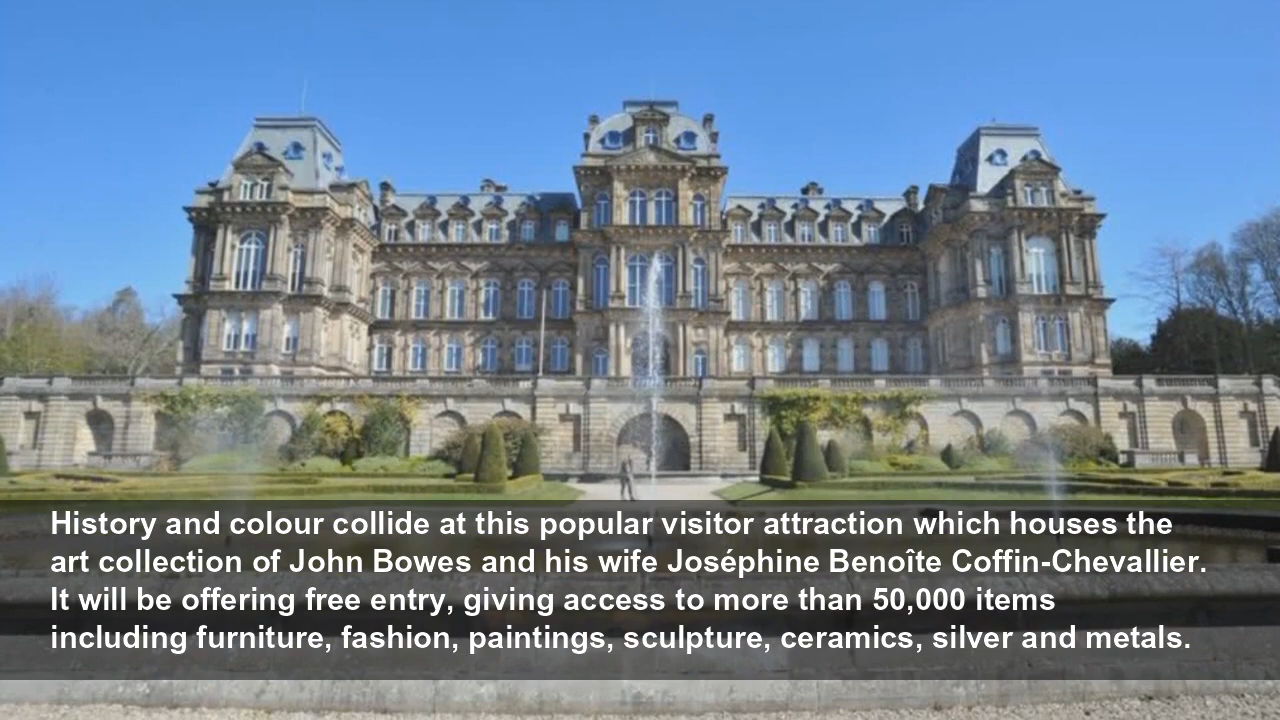 History and colour collide at this popular visitor attraction which houses the
art collection of John Bowes and his wife Joséphine Benoîte Coffin-Chevallier.
It will be offering free entry, giving access to more than 50,000 items
including furniture, fashion, paintings, sculpture, ceramics, silver and metals.